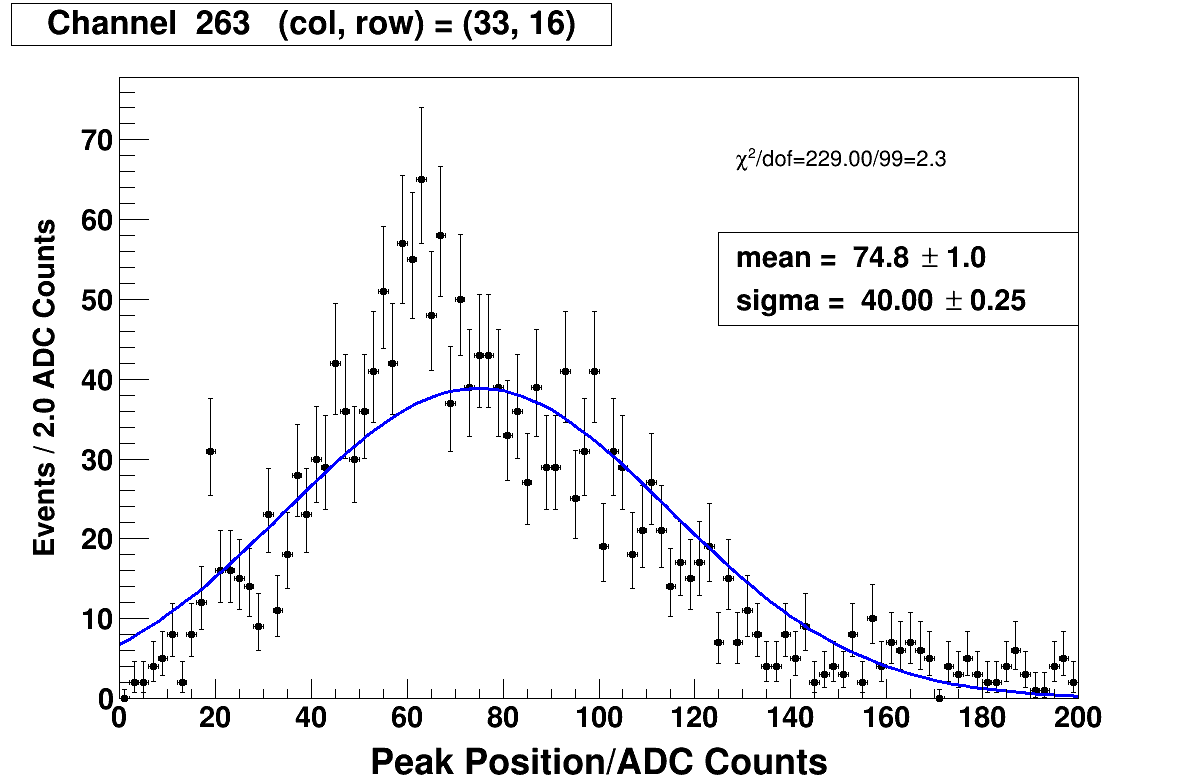 Channel 263 (col, row) = (33, 16)
χ²/dof=229.00/99=2.3
mean = 74.8 ± 1.0
sigma = 40.00 ± 0.25
Events / 2.0 ADC Counts
70
60
50
40
30
20
10
0
0 20 40 60 80 100 120 140 160 180 200
Peak Position/ADC Counts